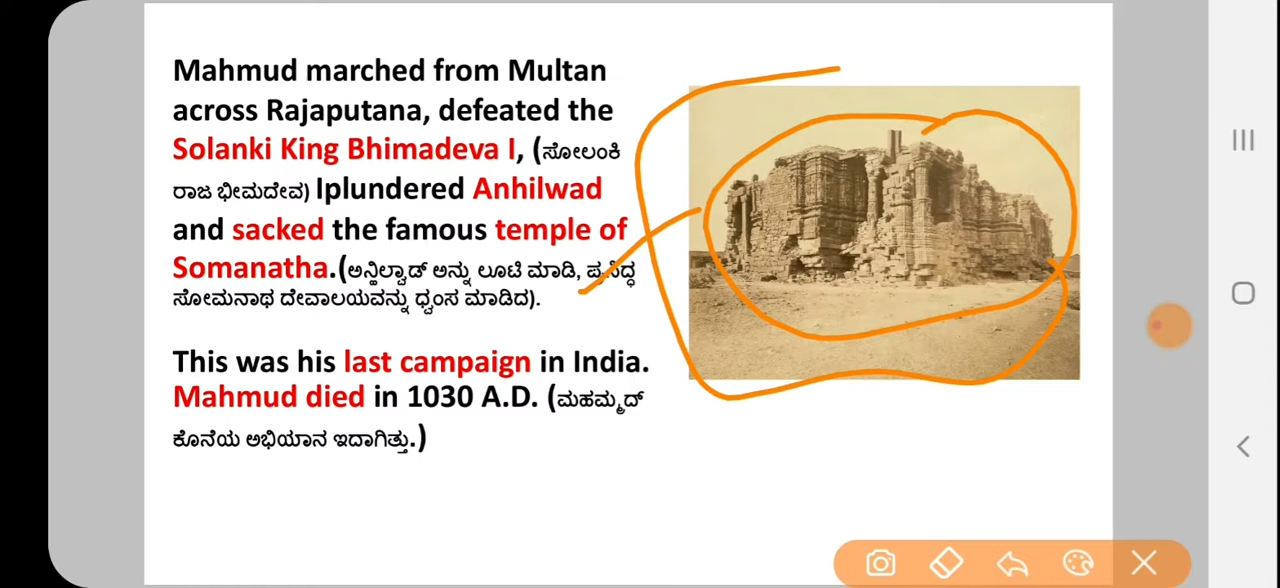 Mahmud marched from Multan
across Rajaputana, defeated the
Solanki King Bhimadeva I, (ಸೋಲಂಕಿ
ರಾಜ ಭೀಮದೇವ) Iplundered Anhilwad
and sacked the famous temple of
Somanatha.(ಅನ್ಹಿಲ್ವಾಡ್ ಅನ್ನು ಲೂಟಿ ಮಾಡಿ, ಪ್ರಸಿದ್ಧ
ಸೋಮನಾಥ ದೇವಾಲಯವನ್ನು ಧ್ವಂಸ ಮಾಡಿದ).
This was his last campaign in India.
Mahmud died in 1030 A.D. (ಮಹಮ್ಮದ್
ಕೊನೆಯ ಅಭಿಯಾನ ಇದಾಗಿತ್ತು.)